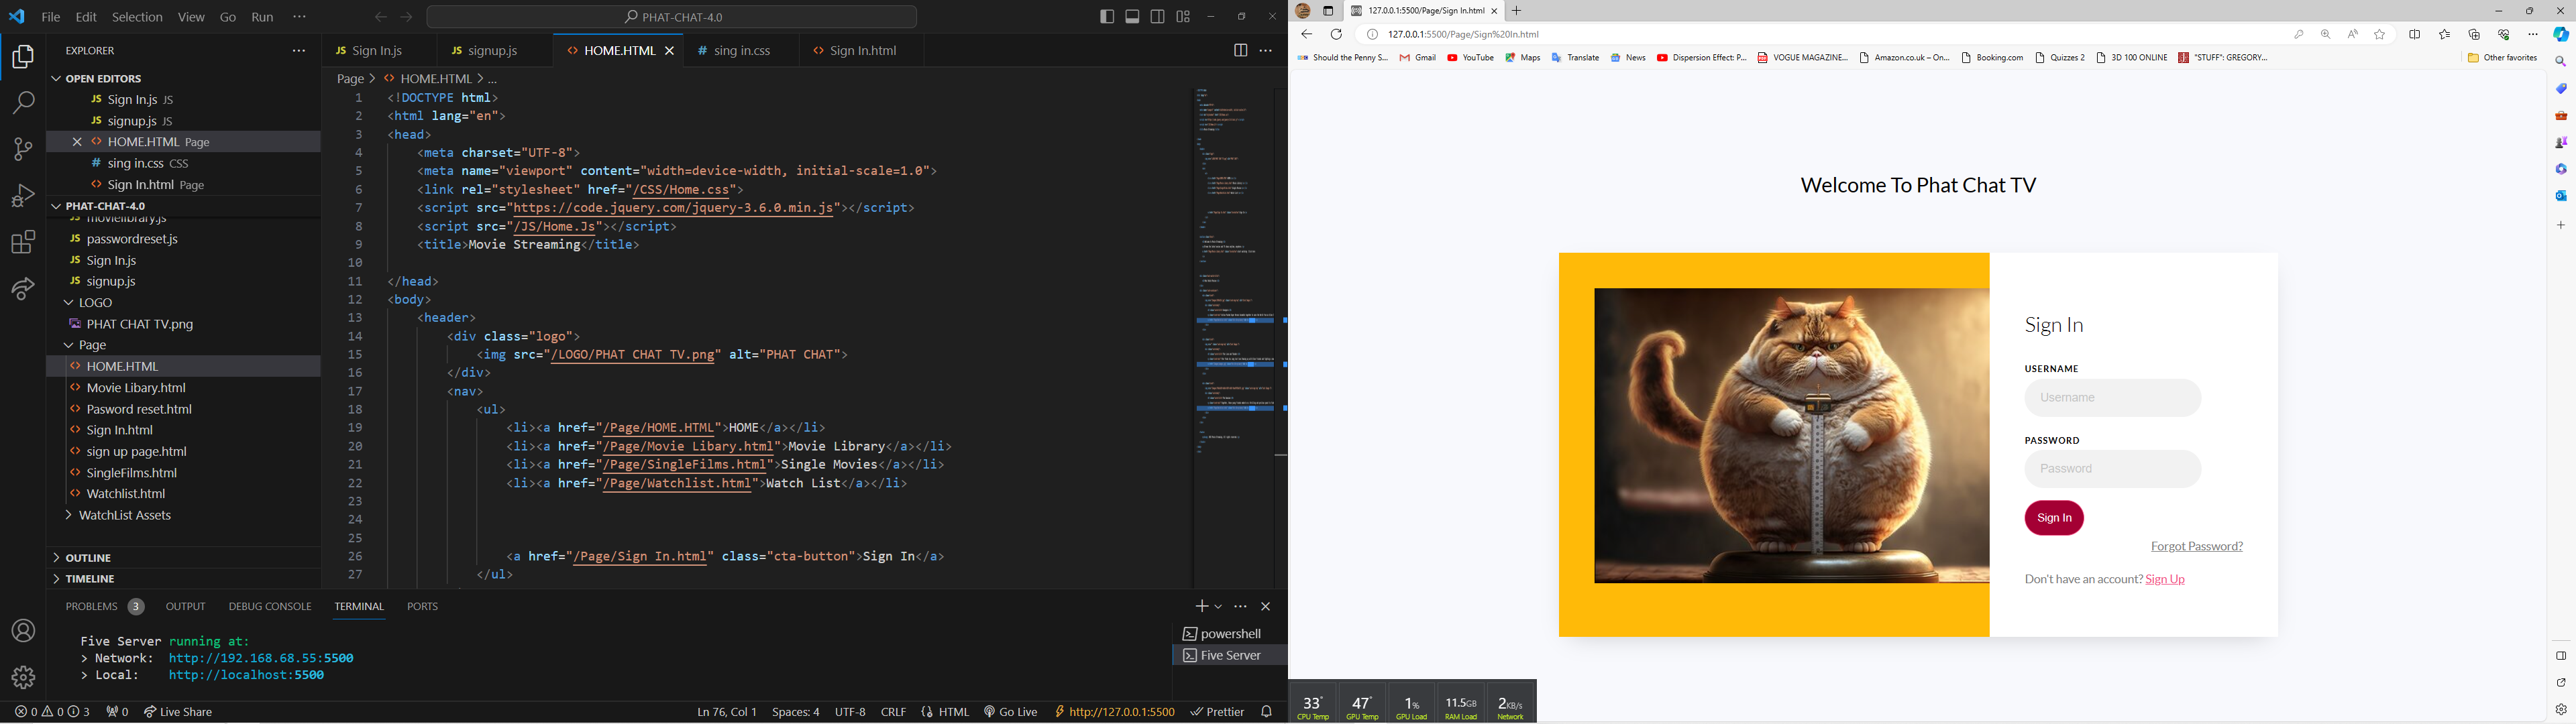 File Edit Selection View Go Run ...
PHAT-CHAT-4.0
EXPLORER
OPEN EDITORS
JS Sign In.js JS
JS signup.js JS
HOME.HTML Page
# sing in.css CSS
Sign In.html Page
PHAT-CHAT-4.0
JS movielibrary.js
JS passwordreset.js
JS Sign In.js
JS signup.js
LOGO
PHAT CHAT TV.png
Page
HOME.HTML
Movie Libary.html
Pasword reset.html
Sign In.html
sign up page.html
SingleFilms.html
Watchlist.html
WatchList Assets
OUTLINE
TIMELINE
JS Sign In.js JS signup.js HOME.HTML # sing in.css Sign In.html
Page > HOME.HTML > ...
1 <!DOCTYPE html>
2 <html lang="en">
3 <head>
4 <meta charset="UTF-8">
5 <meta name="viewport" content="width=device-width, initial-scale=1.0">
6 <link rel="stylesheet" href="/CSS/Home.css">
7 <script src="https://code.jquery.com/jquery-3.6.0.min.js"></script>
8 <script src="/JS/Home.Js"></script>
9 <title>Movie Streaming</title>
10
11 </head>
12 <body>
13 <header>
14 <div class="logo">
15 <img src="/LOGO/PHAT CHAT TV.png" alt="PHAT CHAT">
16 </div>
17 <nav>
18 <ul>
19 <li><a href="/Page/HOME.HTML">HOME</a></li>
20 <li><a href="/Page/Movie Libary.html">Movie Library</a></li>
21 <li><a href="/Page/SingleFilms.html">Single Movies</a></li>
22 <li><a href="/Page/Watchlist.html">Watch List</a></li>
23
24
25
26 <a href="/Page/Sign In.html" class="cta-button">Sign In</a>
27 </ul>
PROBLEMS 3 OUTPUT DEBUG CONSOLE TERMINAL PORTS
Five Server running at:
> Network: http://192.168.68.55:5500
> Local: http://localhost:5500
powershell
Five Server
0 0 3 0 Live Share
Ln 76, Col 1 Spaces: 4 UTF-8 CRLF HTML Go Live http://127.0.0.1:5500 Prettier
127.0.0.1:5500/Page/Sign In.html
127.0.0.1:5500/Page/Sign%20In.html
Should the Penny S... Gmail YouTube Maps Translate News Dispersion Effect: P... VOGUE MAGAZINE... Amazon.co.uk – On... Booking.com Quizzes 2 3D 100 ONLINE "STUFF": GREGORY... Other favorites
Welcome To Phat Chat TV
Sign In
USERNAME
Username
PASSWORD
Password
Sign In
Forgot Password?
Don't have an account? Sign Up
33° 47° 1% 11.5GB 2KB/s
CPU Temp GPU Temp GPU Load RAM Load Network